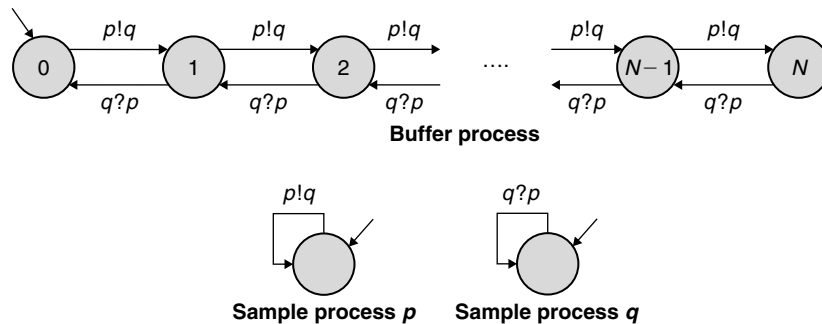 p!q p!q p!q p!q p!q
0 1 2 .... N−1 N
q?p q?p q?p q?p q?p
Buffer process
p!q q?p
Sample process p Sample process q